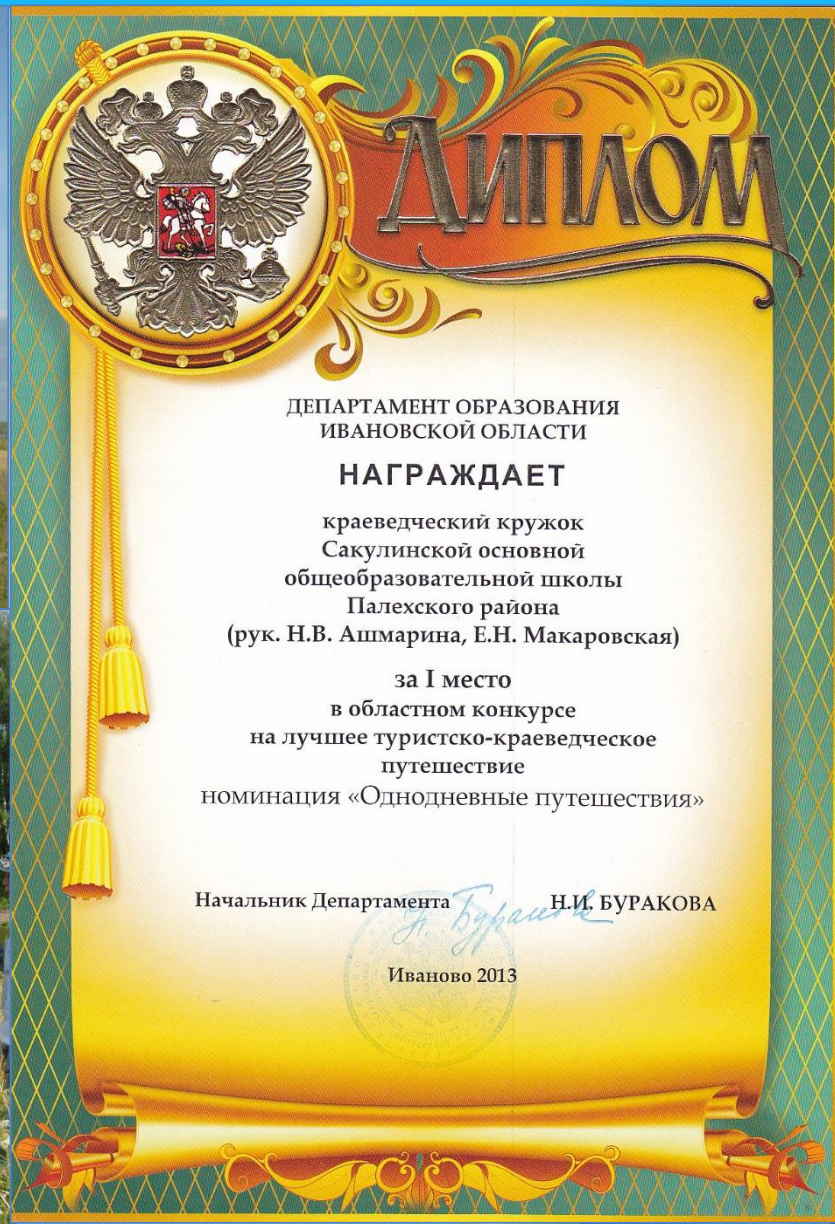 ДИПЛОМ
ДЕПАРТАМЕНТ ОБРАЗОВАНИЯ
ИВАНОВСКОЙ ОБЛАСТИ
НАГРАЖДАЕТ
краеведческий кружок
Сакулинской основной
общеобразовательной школы
Палехского района
(рук. Н.В. Ашмарина, Е.Н. Макаровская)
за I место
в областном конкурсе
на лучшее туристско-краеведческое
путешествие
номинация «Однодневные путешествия»
Начальник Департамента Н.И. БУРАКОВА
Иваново 2013